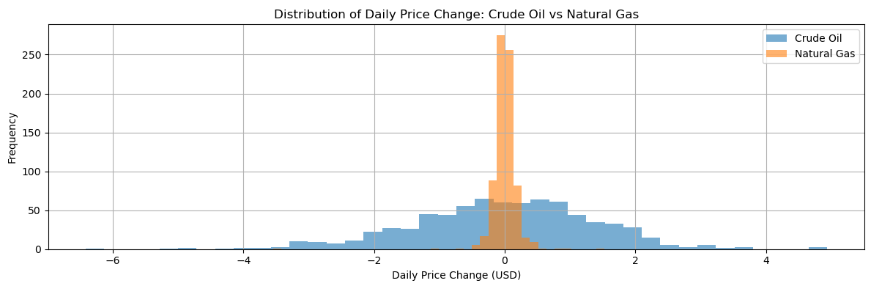 Distribution of Daily Price Change: Crude Oil vs Natural Gas
Crude Oil
Natural Gas
Frequency
250
200
150
100
50
0
−6
−4
−2
0
2
4
Daily Price Change (USD)